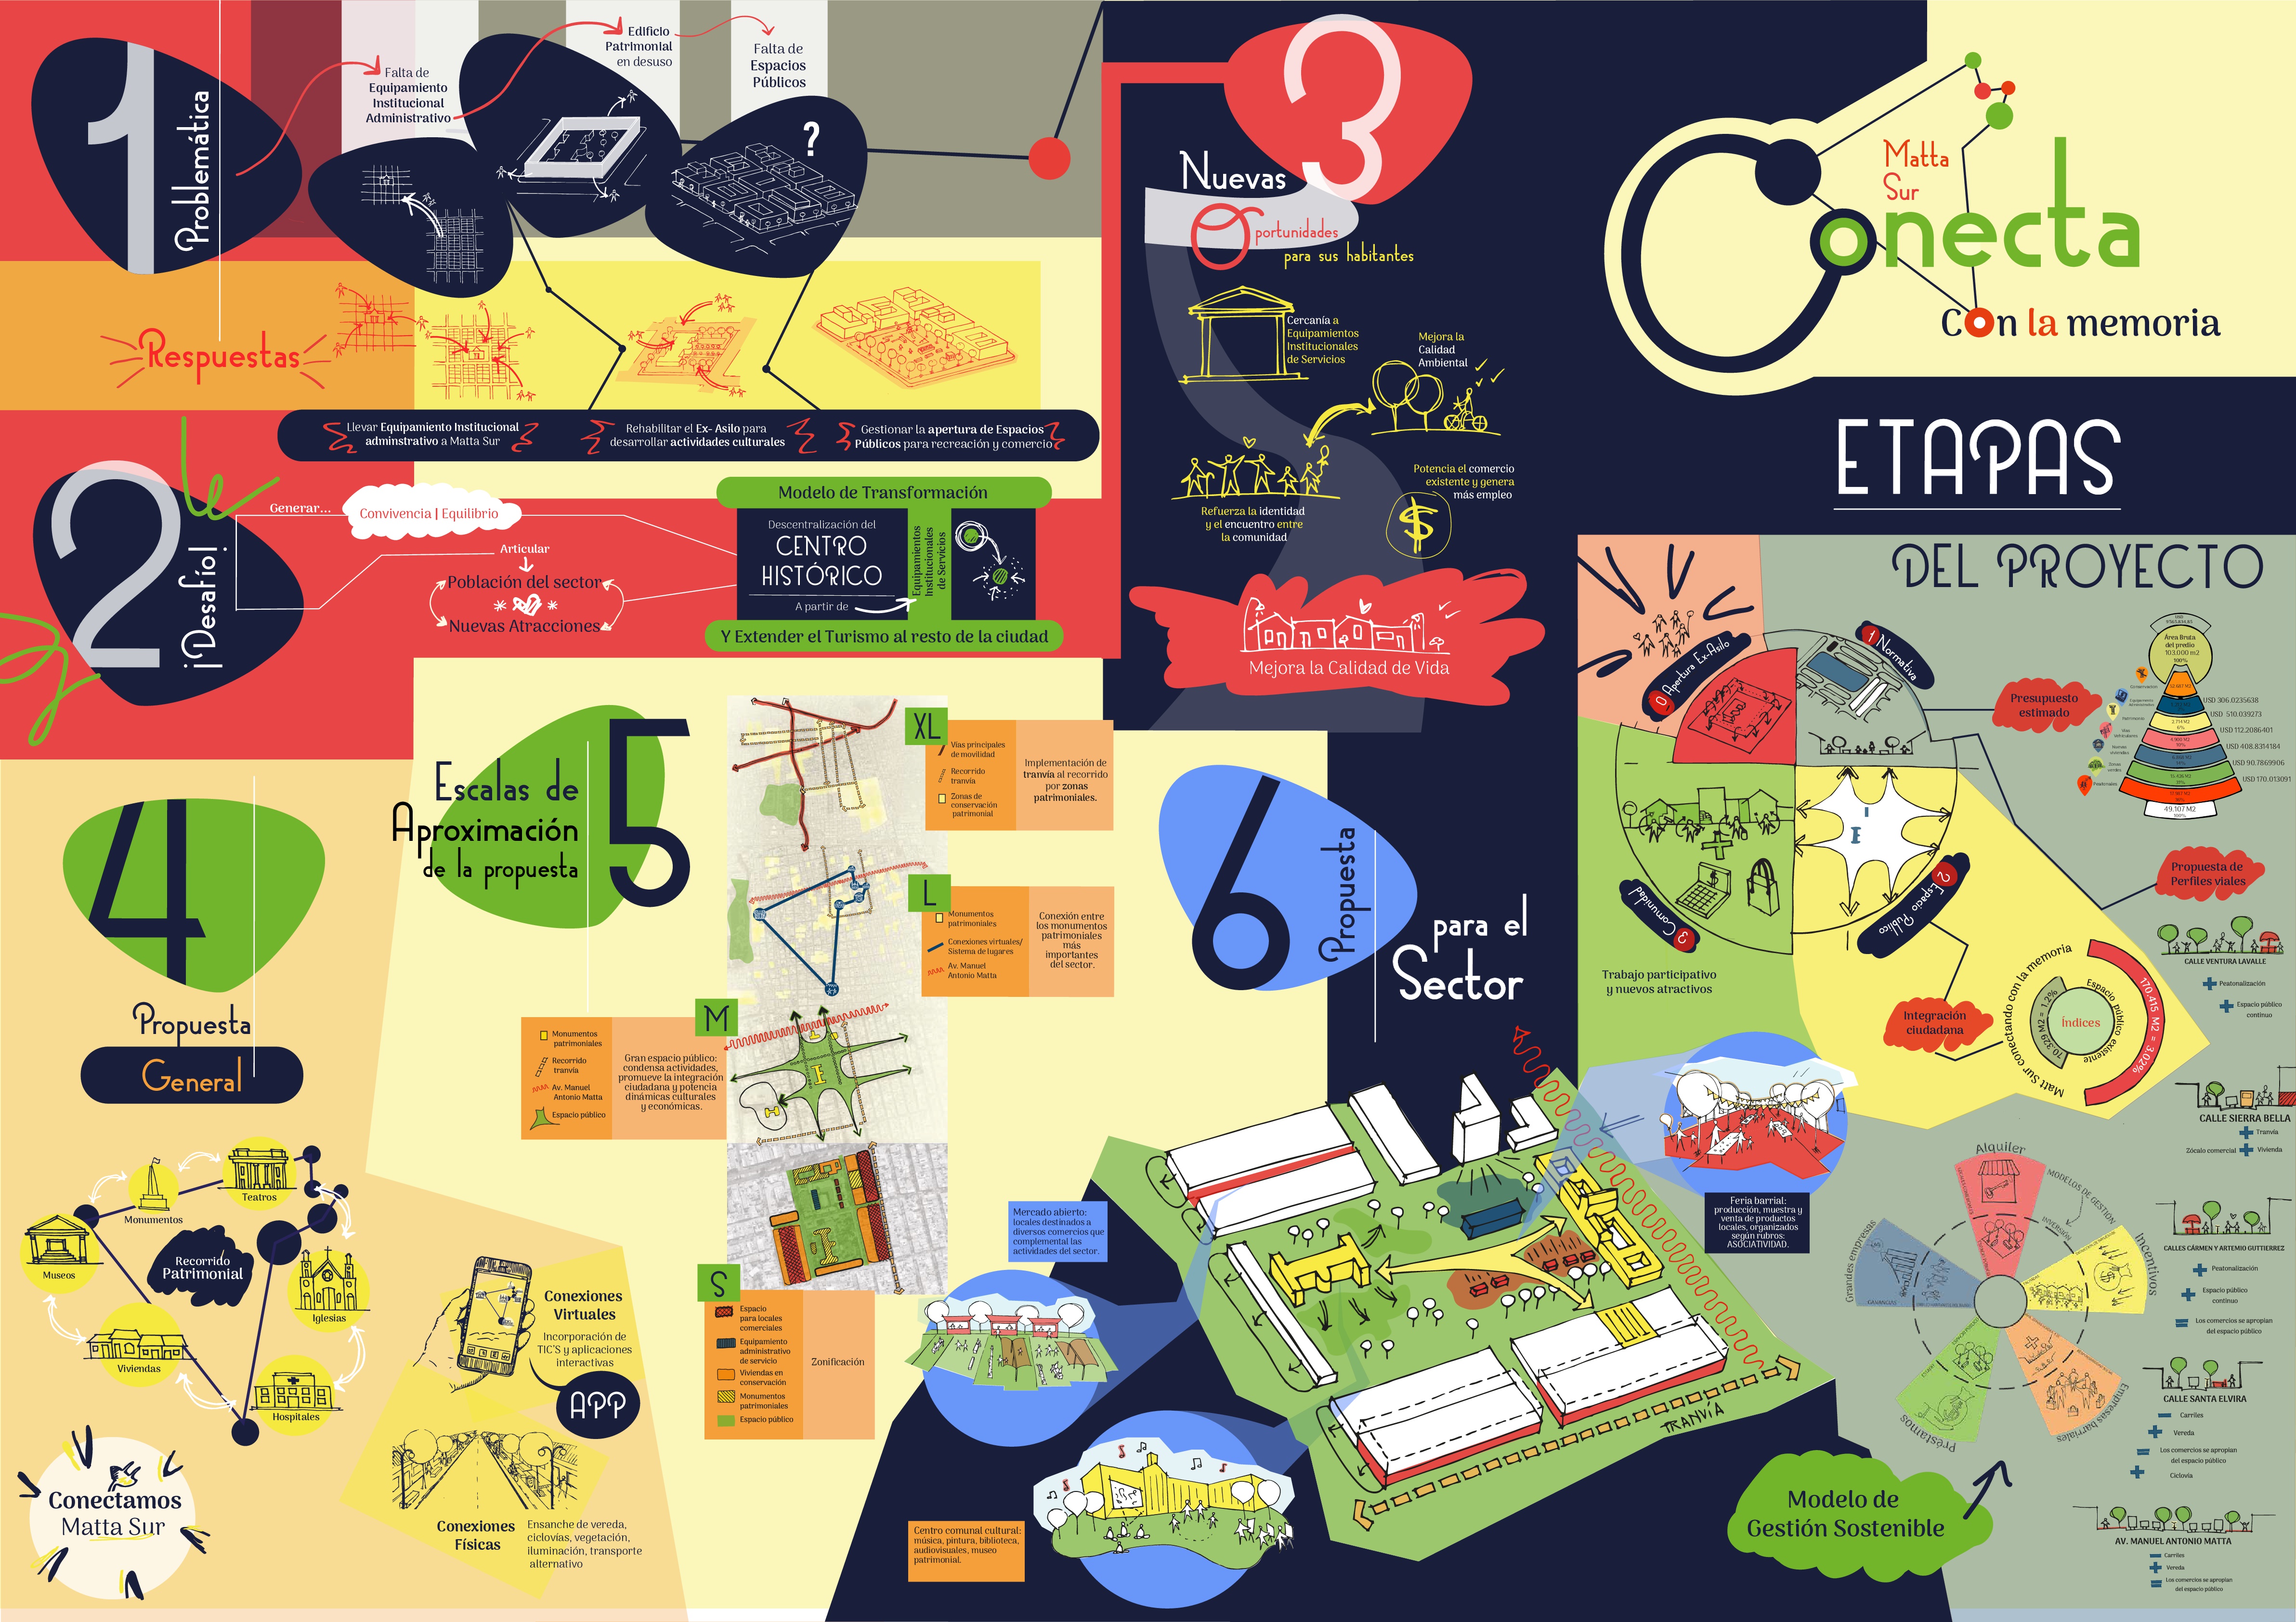 1
Problemática
Falta de
Equipamiento
Institucional
Administrativo
Edificio
Patrimonial
en desuso
Falta de
Espacios
Públicos
?
Respuestas
Llevar Equipamiento Institucional
adminstrativo a Matta Sur
Rehabilitar el Ex- Asilo para
desarrollar actividades culturales
Gestionar la apertura de Espacios
Públicos para recreación y comercio
2
¡Desafío!
Generar...
Convivencia | Equilibrio
Articular
Población del sector
Nuevas Atracciones
Modelo de Transformación
Descentralización del
CENTRO
HISTÓRICO
A partir de
Equipamientos
Institucionales
de Servicios
Y Extender el Turismo al resto de la ciudad
3
Nuevas
Oportunidades
para sus habitantes
Cercanía a
Equipamientos
Institucionales
de Servicios
Mejora la
Calidad
Ambiental
Refuerza la identidad
y el encuentro entre
la comunidad
Potencia el comercio
existente y genera
más empleo
$
Mejora la Calidad de Vida
Matta
Sur
Conecta
Con la memoria
4
Propuesta
General
Museos
Monumentos
Teatros
Recorrido
Patrimonial
Iglesias
Viviendas
Hospitales
Conectamos
Matta Sur
Conexiones
Virtuales
Incorporación de
TIC'S y aplicaciones
interactivas
APP
Conexiones
Físicas
Ensanche de vereda,
ciclovías, vegetación,
iluminación, transporte
alternativo
5
Escalas de
Aproximación
de la propuesta
XL
Vías principales
de movilidad
Recorrido
tranvía
Zonas de
conservación
patrimonial
Implementación de
tranvía al recorrido
por zonas
patrimoniales.
L
Monumentos
patrimoniales
Conexiones virtuales/
Sistema de lugares
Av. Manuel
Antonio Matta
Conexión entre
los monumentos
patrimoniales
más
importantes
del sector.
M
Monumentos
patrimoniales
Recorrido
tranvía
Av. Manuel
Antonio Matta
Espacio público
Gran espacio público:
condensa actividades,
promueve la integración
ciudadana y potencia
dinámicas culturales
y económicas.
S
Espacio
para locales
comerciales
Equipamiento
administrativo
de servicio
Viviendas en
conservación
Monumentos
patrimoniales
Espacio público
Zonificación
6
Propuesta
para el
Sector
Mercado abierto:
locales destinados a
diversos comercios que
complemental las
actividades del sector.
Centro comunal cultural:
música, pintura, biblioteca,
audiovisuales, museo
patrimonial.
Feria barrial:
producción, muestra y
venta de productos
locales, organizados
según rubros:
ASOCIATIVIDAD.
TRANVÍA
ETAPAS
DEL PROYECTO
0 Apertura Ex-Asilo
1 Normativa
2 Espacio Público
3 Comunidad
Trabajo participativo
y nuevos atractivos
Presupuesto
estimado
Área Bruta
del predio
103.000 m2
100%
USD 306.0235638
USD 510.039273
USD 112.2086401
USD 408.8314184
USD 90.7869906
USD 170.013091
49.107 M2
100%
Propuesta de
Perfiles viales
Integración
ciudadana
Matt Sur conectando con la memoria
70.329 M2 = 1.2%
Espacio público existente
170.415 M2 = 3.02%
Índices
CALLE VENTURA LAVALLE
Peatonalización
Espacio público
continuo
CALLE SIERRA BELLA
Tranvía
Zócalo comercial
Vivienda
CALLES CÁRMEN Y ARTEMIO GUTTIERREZ
Peatonalización
Espacio público
continuo
Los comercios se apropian
del espacio público
CALLE SANTA ELVIRA
Carriles
Vereda
Los comercios se apropian
del espacio público
Ciclovía
AV. MANUEL ANTONIO MATTA
Carriles
Vereda
Los comercios se apropian
del espacio público
Alquiler
MODELOS DE GESTIÓN
INVERSIÓN
Incentivos
Empresas barriales
Préstamos
Grandes empresas
GANANCIAS
Modelo de
Gestión Sostenible